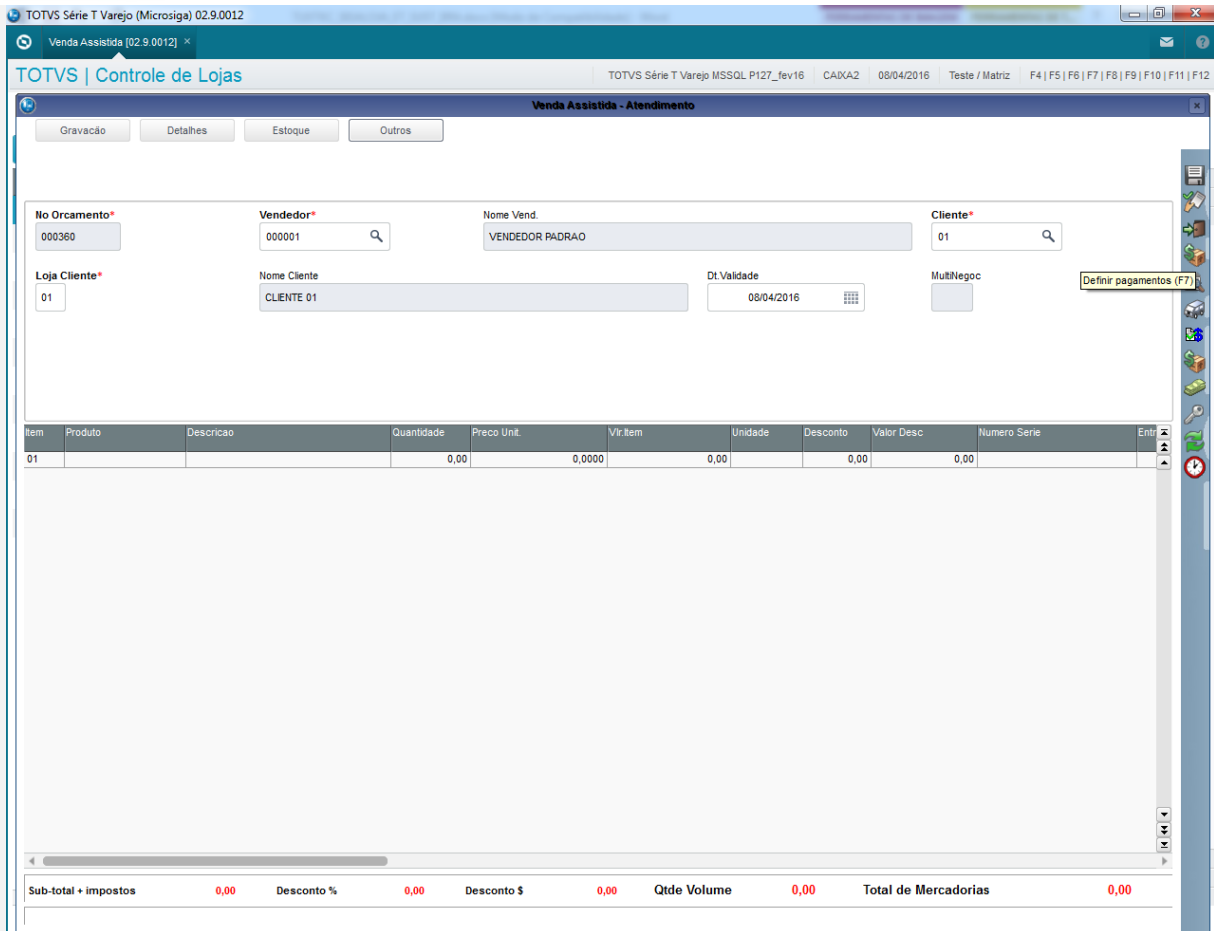 TOTVS Série T Varejo (Microsiga) 02.9.0012
Venda Assistida [02.9.0012] ×
TOTVS | Controle de Lojas
TOTVS Série T Varejo MSSQL P127_fev16 CAIXA2 08/04/2016 Teste / Matriz F4 | F5 | F6 | F7 | F8 | F9 | F10 | F11 | F12
Venda Assistida - Atendimento
Gravacão Detalhes Estoque Outros
No Orcamento* Vendedor* Nome Vend. Cliente*
000360 000001 VENDEDOR PADRAO 01
Loja Cliente* Nome Cliente Dt.Validade MultiNegoc
01 CLIENTE 01 08/04/2016
Definir pagamentos (F7)
Item Produto Descricao Quantidade Preco Unit. Vlr.Item Unidade Desconto Valor Desc Numero Serie Entr
01 0,00 0,0000 0,00 0,00 0,00
Sub-total + impostos 0,00 Desconto % 0,00 Desconto $ 0,00 Qtde Volume 0,00 Total de Mercadorias 0,00